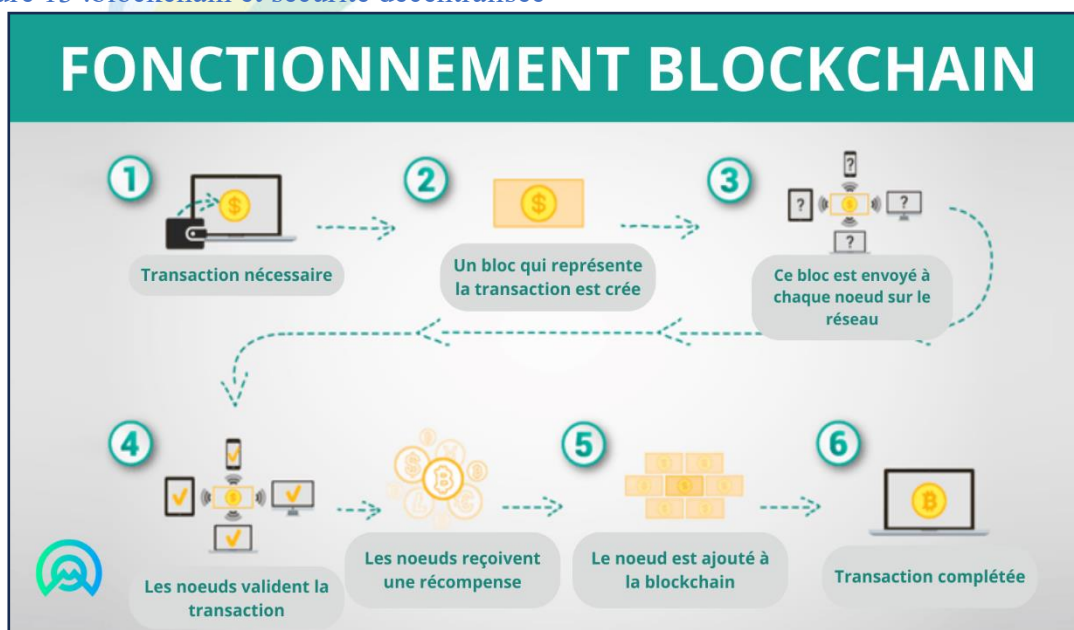 FONCTIONNEMENT BLOCKCHAIN
1
Transaction nécessaire
2
Un bloc qui représente
la transaction est crée
3
?
?
?
?
Ce bloc est envoyé à
chaque noeud sur le
réseau
4
Les noeuds valident la
transaction
Les noeuds reçoivent
une récompense
5
Le noeud est ajouté à
la blockchain
6
Transaction complétée